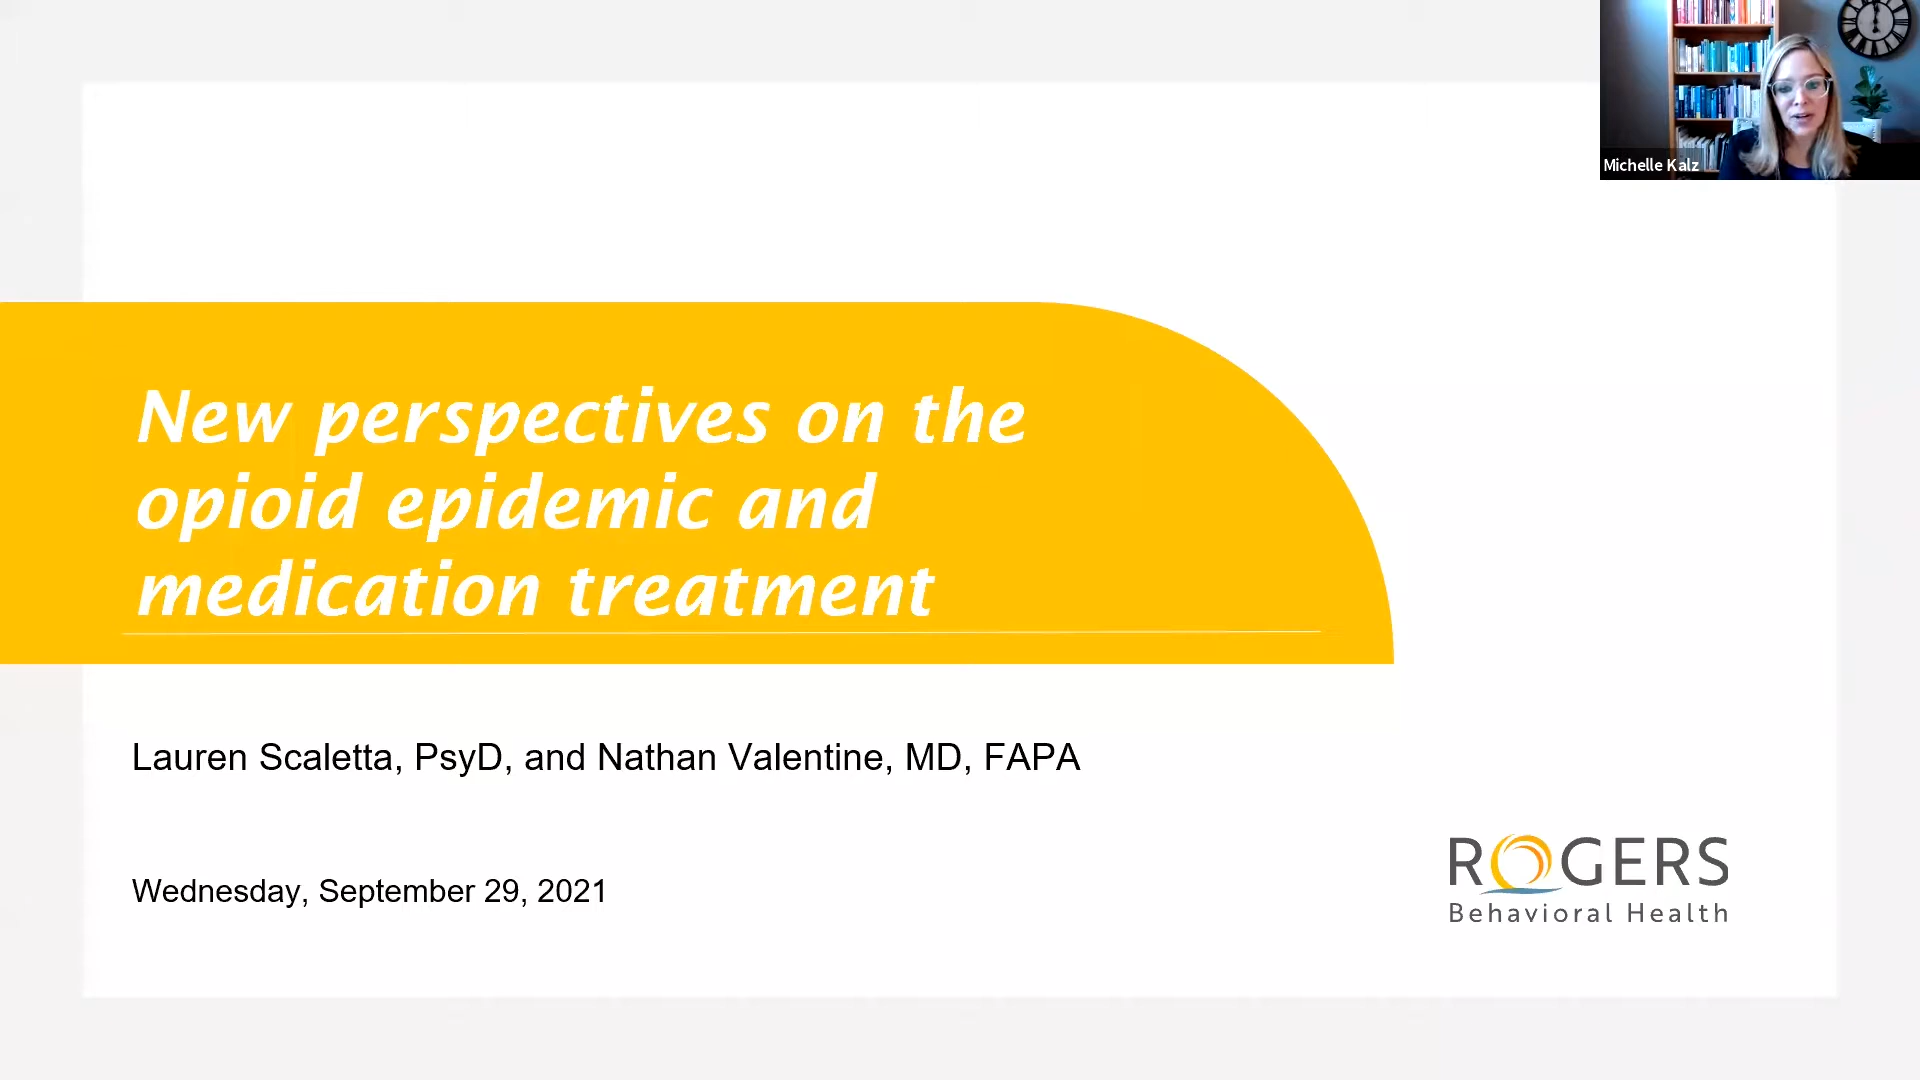 Michelle Kalz
New perspectives on the
opioid epidemic and
medication treatment
Lauren Scaletta, PsyD, and Nathan Valentine, MD, FAPA
Wednesday, September 29, 2021
ROGERS
Behavioral Health